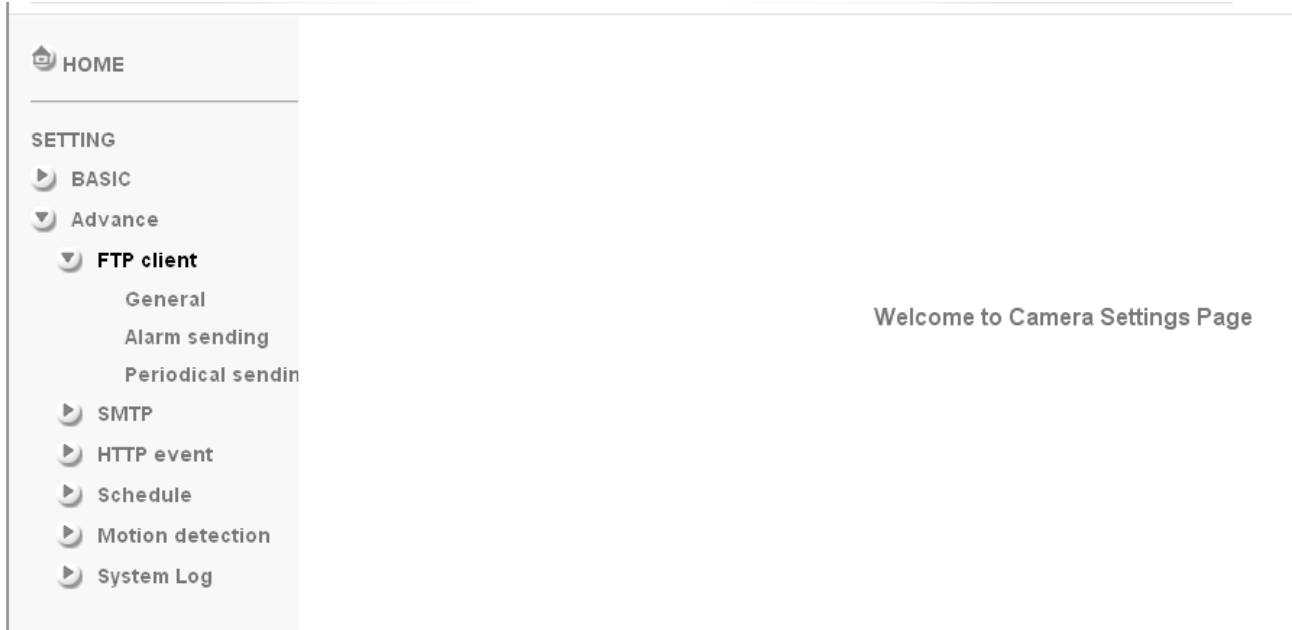 HOME
SETTING
BASIC
Advance
FTP client
General
Alarm sending
Periodical sendin
SMTP
HTTP event
Schedule
Motion detection
System Log
Welcome to Camera Settings Page